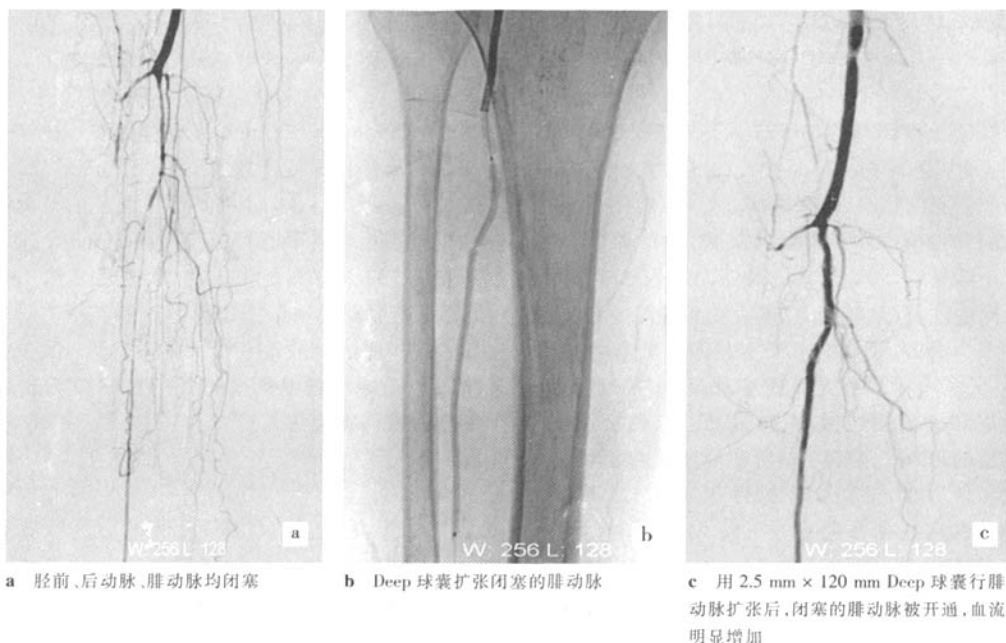 a
W: 256 L: 128
b
W: 256 L: 128
c
W: 256 L: 128
a 胫前、后动脉、腓动脉均闭塞
b Deep 球囊扩张闭塞的腓动脉
c 用 2.5 mm × 120 mm Deep 球囊行腓
动脉扩张后,闭塞的腓动脉被开通,血流
明显增加